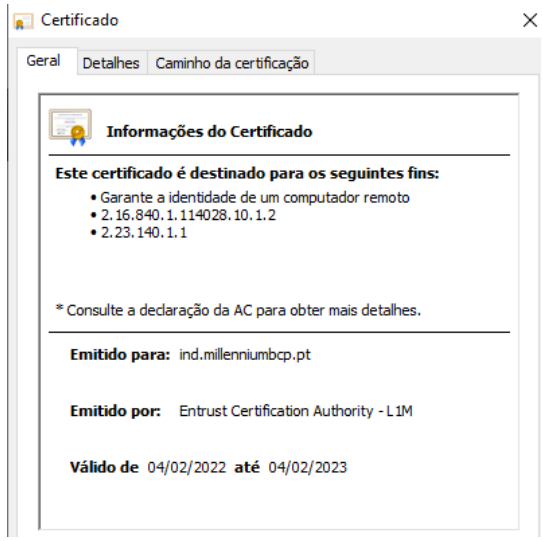 Certificado
Geral Detalhes Caminho da certificação
Informações do Certificado
Este certificado é destinado para os seguintes fins:
• Garante a identidade de um computador remoto
• 2.16.840.1.114028.10.1.2
• 2.23.140.1.1
* Consulte a declaração da AC para obter mais detalhes.
Emitido para: ind.millenniumbcp.pt
Emitido por: Entrust Certification Authority - L1M
Válido de 04/02/2022 até 04/02/2023